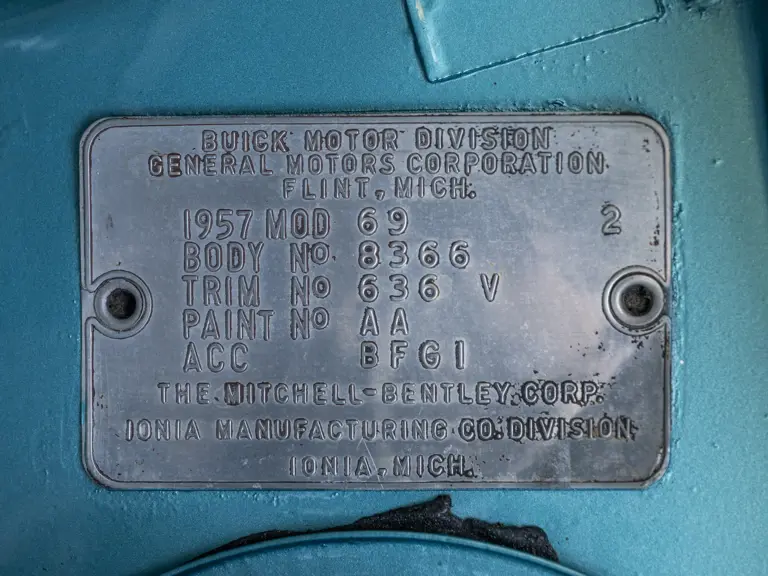 BUICK MOTOR DIVISION
GENERAL MOTORS CORPORATION
FLINT, MICH.
1957 MOD 69 2
BODY NO. 8366
TRIM NO 636 V
PAINT NO AA
ACC BFGI
THE MITCHELL-BENTLEY CORP.
IONIA MANUFACTURING CO. DIVISION
IONIA, MICH.